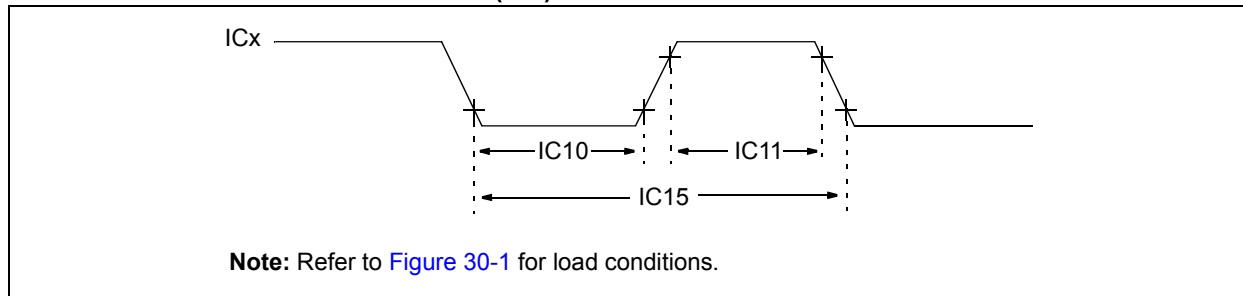 ICx
IC10
IC11
IC15
Note: Refer to Figure 30-1 for load conditions.